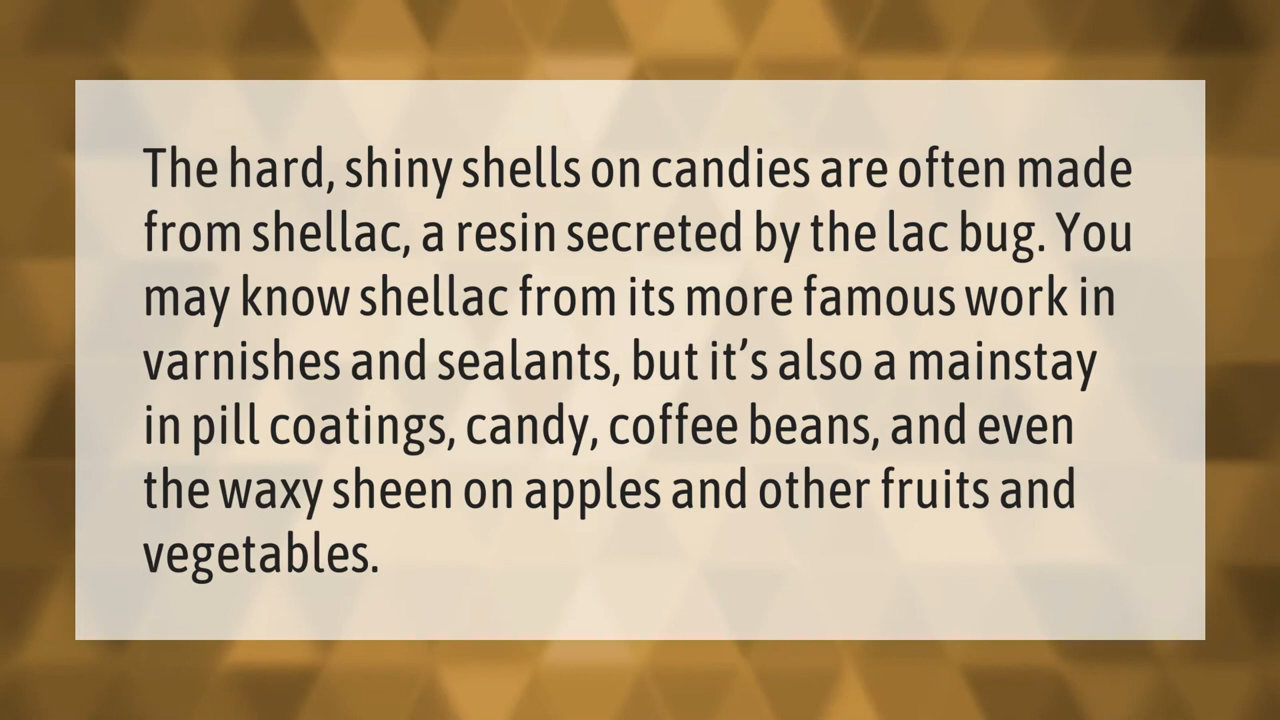 The hard, shiny shells on candies are often made
from shellac, a resin secreted by the lac bug. You
may know shellac from its more famous work in
varnishes and sealants, but it’s also a mainstay
in pill coatings, candy, coffee beans, and even
the waxy sheen on apples and other fruits and
vegetables.